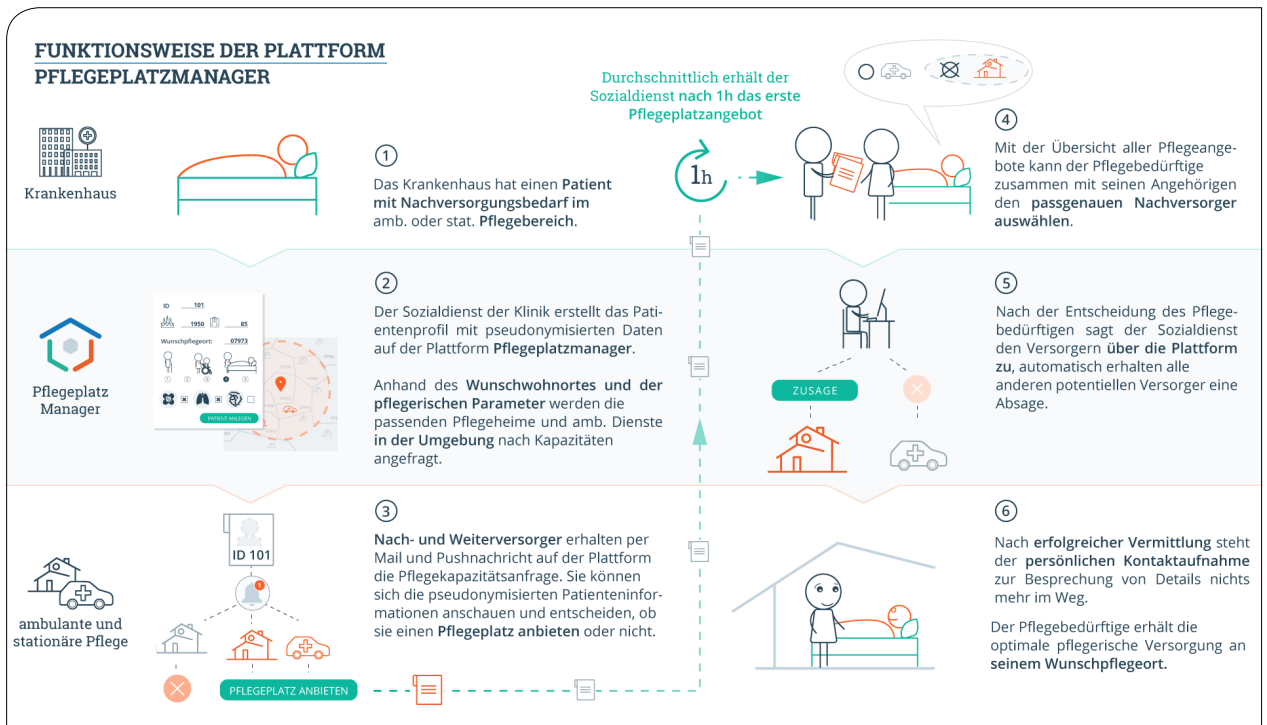 FUNKTIONSWEISE DER PLATTFORM
PFLEGEPLATZMANAGER
Krankenhaus
1
Das Krankenhaus hat einen Patient
mit Nachversorgungsbedarf im
amb. oder stat. Pflegebereich.
Durchschnittlich erhält der
Sozialdienst nach 1h das erste
Pflegeplatzangebot
1h
4
Mit der Übersicht aller Pflegeange-
bote kann der Pflegebedürftige
zusammen mit seinen Angehörigen
den passgenauen Nachversorger
auswählen.
Pflegeplatz
Manager
ID 101
1950 85
Wunschpflegeort: 07973
1 2 3 4 5
PATIENT ANLEGEN
2
Der Sozialdienst der Klinik erstellt das Pati-
entenprofil mit pseudonymisierten Daten
auf der Plattform Pflegeplatzmanager.
Anhand des Wunschwohnortes und der
pflegerischen Parameter werden die
passenden Pflegeheime und amb. Dienste
in der Umgebung nach Kapazitäten
angefragt.
ZUSAGE
5
Nach der Entscheidung des Pflege-
bedürftigen sagt der Sozialdienst
den Versorgern über die Plattform
zu, automatisch erhalten alle
anderen potentiellen Versorger eine
Absage.
ambulante und
stationäre Pflege
ID 101
1
PFLEGEPLATZ ANBIETEN
3
Nach- und Weiterversorger erhalten per
Mail und Pushnachricht auf der Plattform
die Pflegekapazitätsanfrage. Sie können
sich die pseudonymisierten Patienteninfor-
mationen anschauen und entscheiden, ob
sie einen Pflegeplatz anbieten oder nicht.
6
Nach erfolgreicher Vermittlung steht
der persönlichen Kontaktaufnahme
zur Besprechung von Details nichts
mehr im Weg.
Der Pflegebedürftige erhält die
optimale pflegerische Versorgung an
seinem Wunschpflegeort.